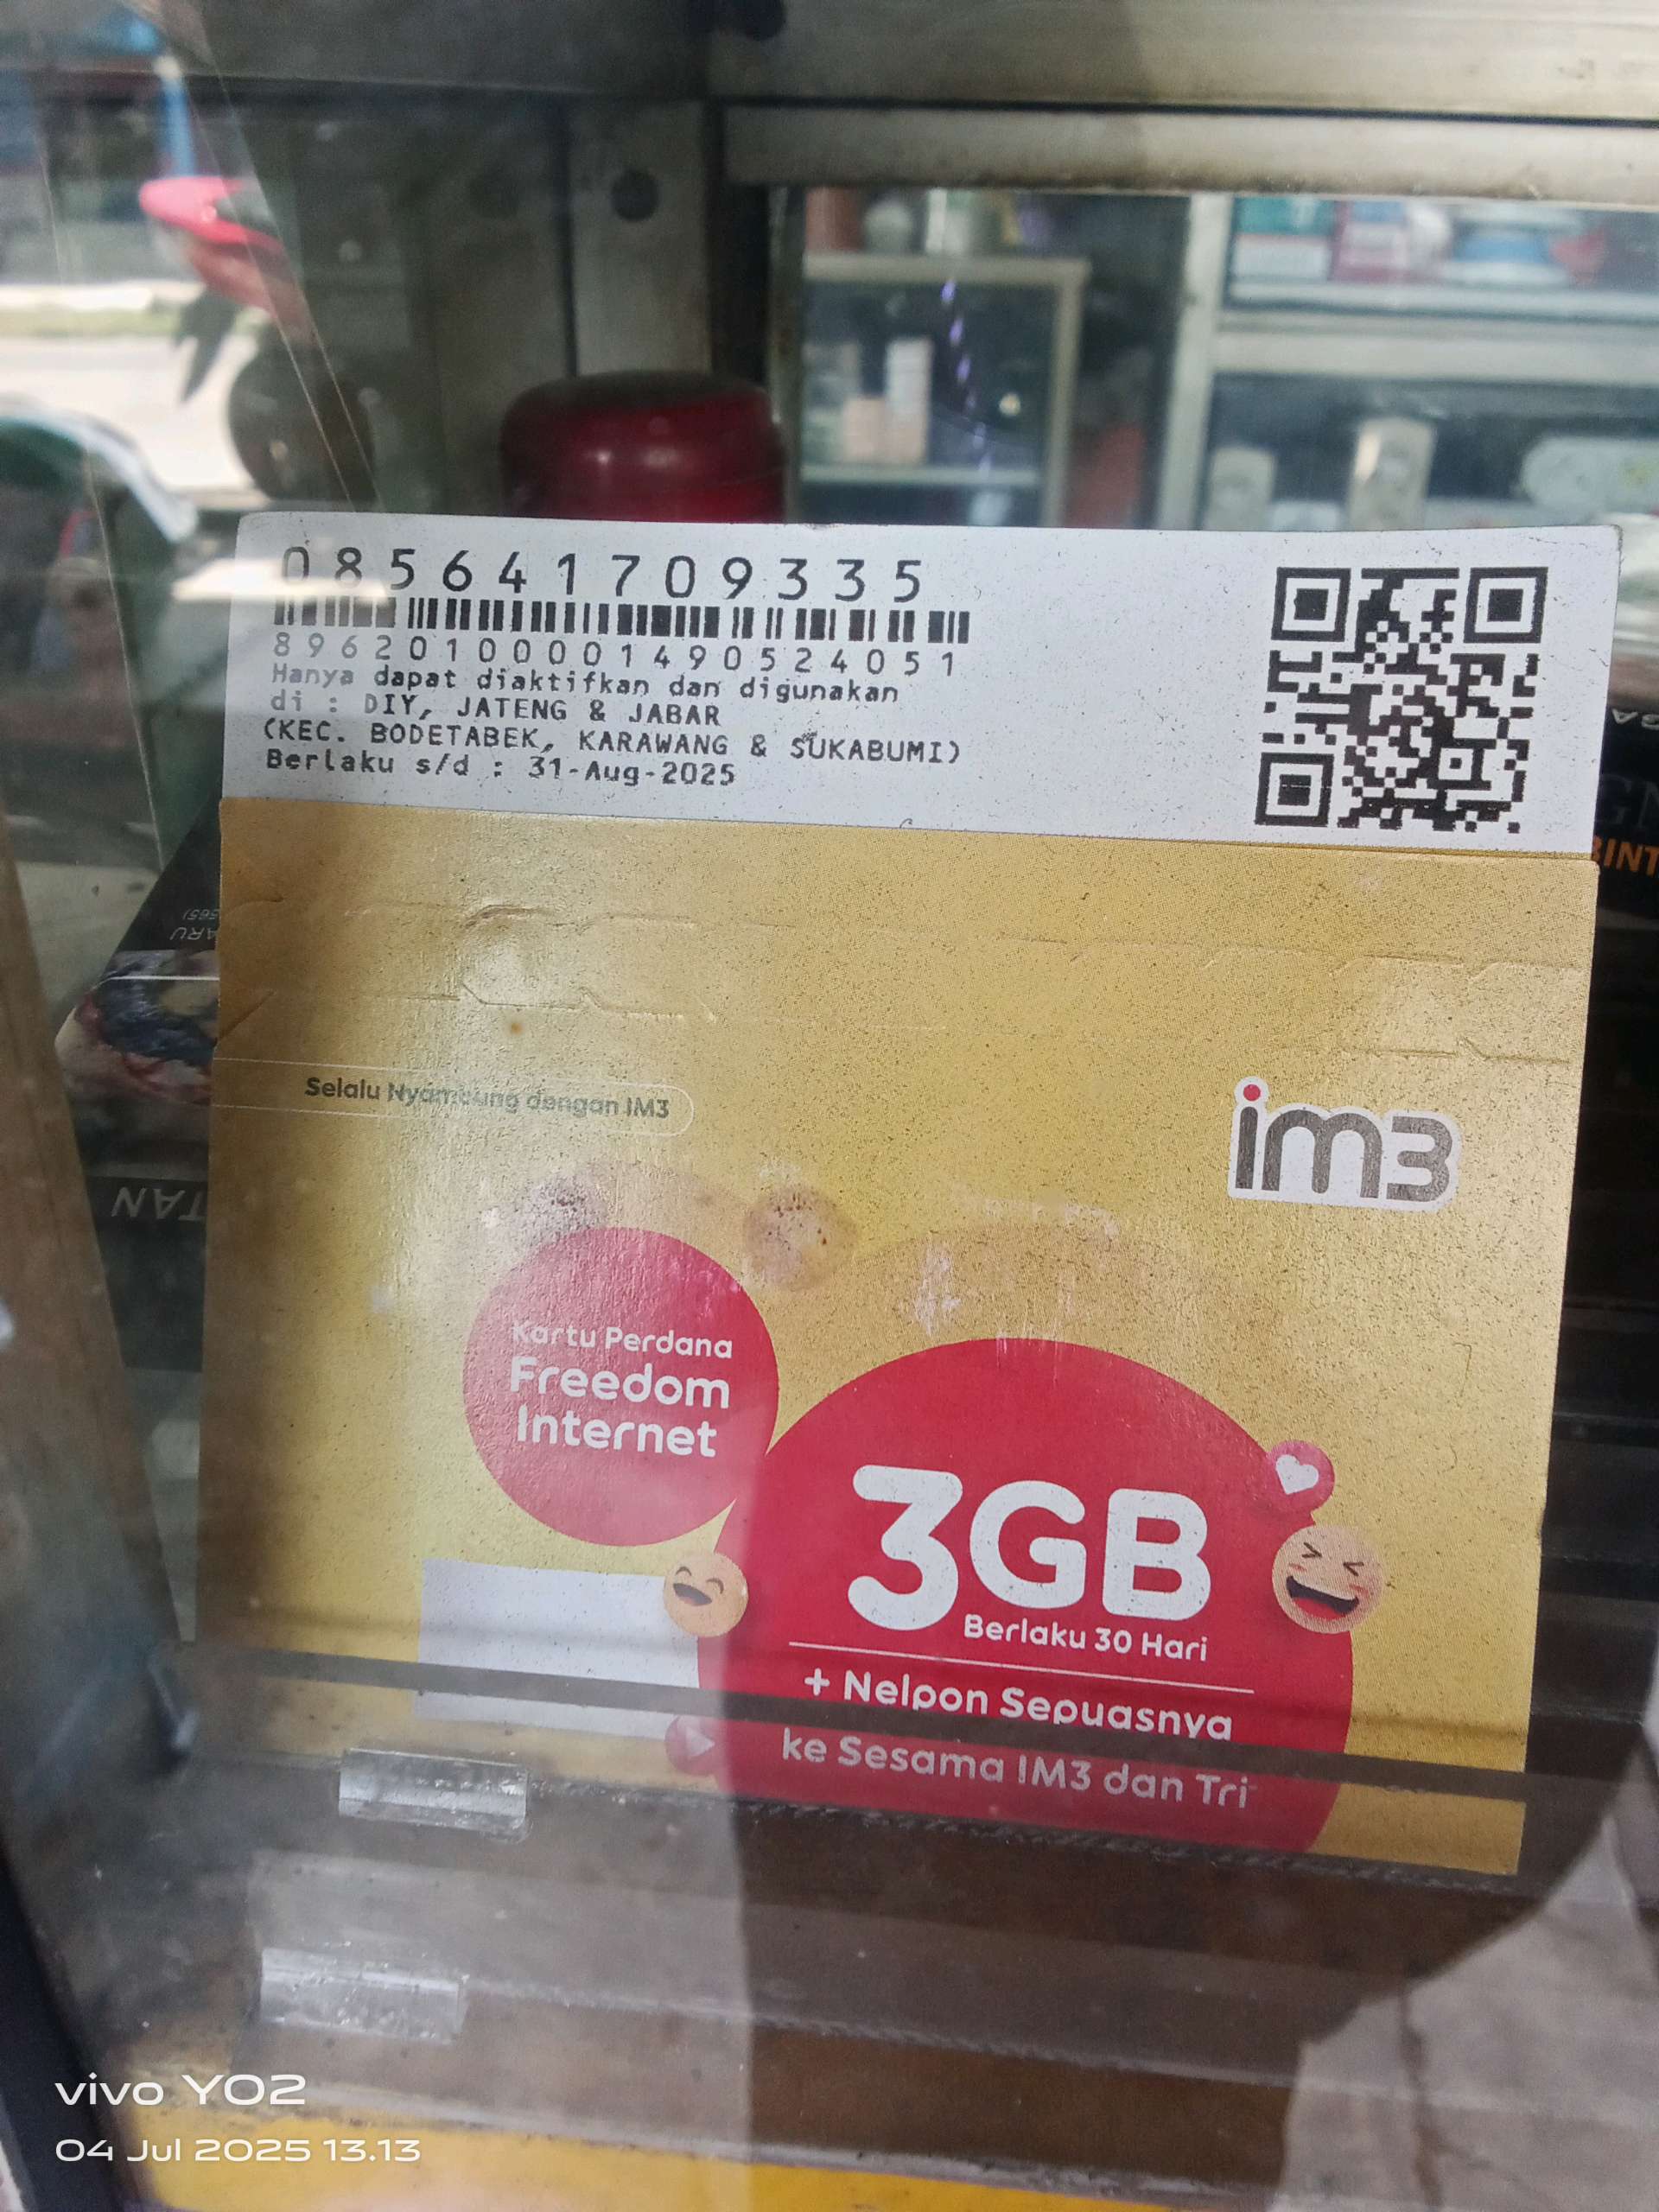 085641709335
89620100001490524051
Hanya dapat diaktifkan dan digunakan
di : DIY, JATENG & JABAR
(KEC. BODETABEK, KARAWANG & SUKABUMI)
Berlaku s/d : 31-Aug-2025
Selalu Nyambung dengan IM3
im3
Kartu Perdana
Freedom
Internet
3GB
Berlaku 30 Hari
+ Nelpon Sepuasnya
ke Sesama IM3 dan Tri
vivo Y02
04 Jul 2025 13.13